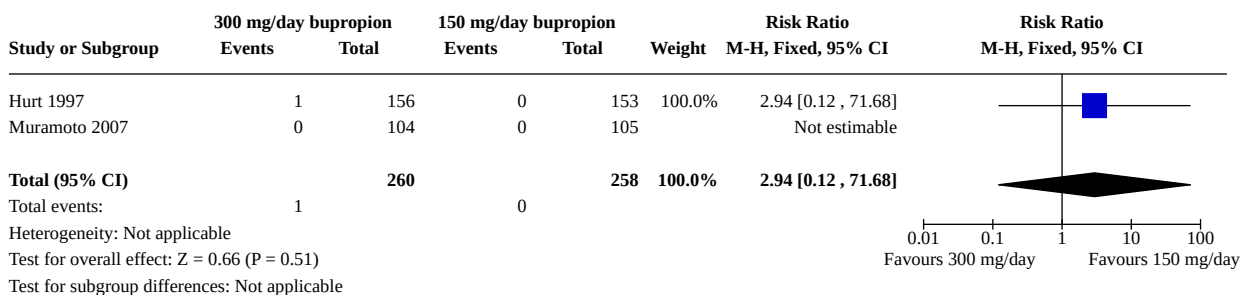 300 mg/day bupropion 150 mg/day bupropion Risk Ratio Risk Ratio
Study or Subgroup Events Total Events Total Weight M-H, Fixed, 95% CI M-H, Fixed, 95% CI
Hurt 1997 1 156 0 153 100.0% 2.94 [0.12 , 71.68]
Muramoto 2007 0 104 0 105 Not estimable
Total (95% CI) 260 258 100.0% 2.94 [0.12 , 71.68]
Total events: 1 0
Heterogeneity: Not applicable 0.01 0.1 1 10 100
Test for overall effect: Z = 0.66 (P = 0.51) Favours 300 mg/day Favours 150 mg/day
Test for subgroup differences: Not applicable